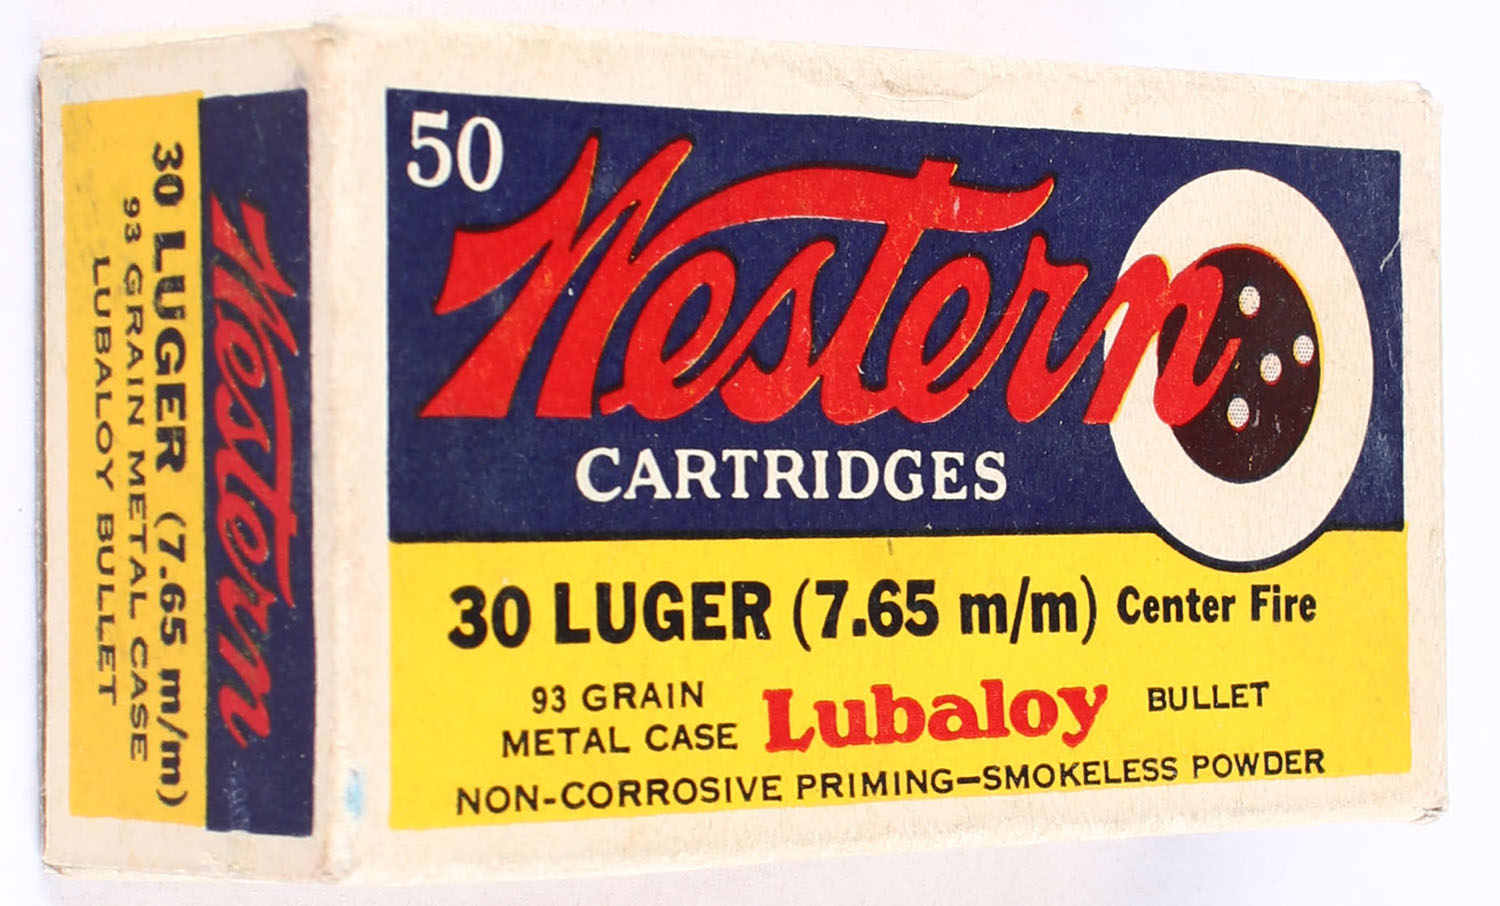 50
Western
CARTRIDGES
30 LUGER (7.65 m/m) Center Fire
93 GRAIN
METAL CASE Lubaloy BULLET
NON-CORROSIVE PRIMING—SMOKELESS POWDER
Western
30 LUGER (7.65 m/m)
93 GRAIN METAL CASE
LUBALOY BULLET